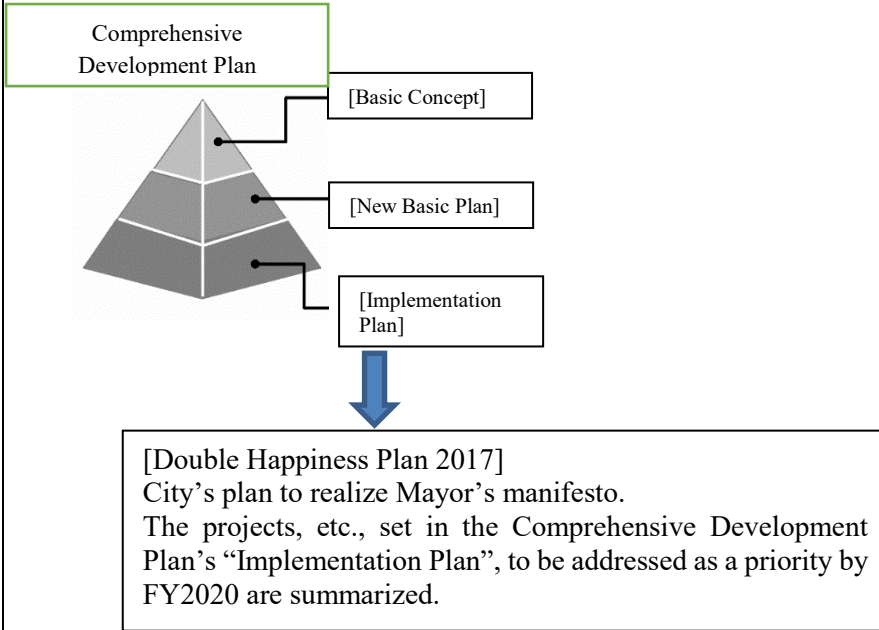 Comprehensive
Development Plan
[Basic Concept]
[New Basic Plan]
[Implementation
Plan]
[Double Happiness Plan 2017]
City’s plan to realize Mayor’s manifesto.
The projects, etc., set in the Comprehensive Development
Plan’s “Implementation Plan”, to be addressed as a priority by
FY2020 are summarized.